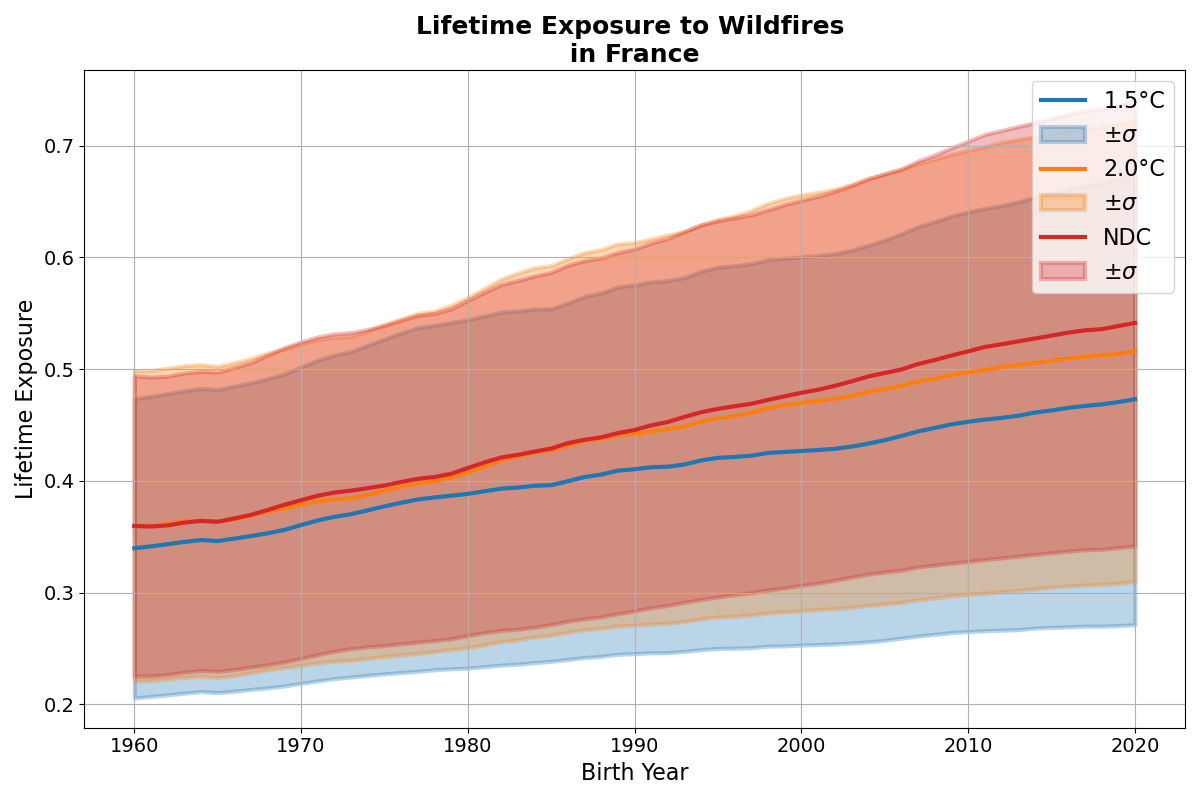 Lifetime Exposure to Wildfires
in France
Lifetime Exposure
0.7
0.6
0.5
0.4
0.3
0.2
1960
1970
1980
1990
2000
2010
2020
Birth Year
1.5°C
±σ
2.0°C
±σ
NDC
±σ